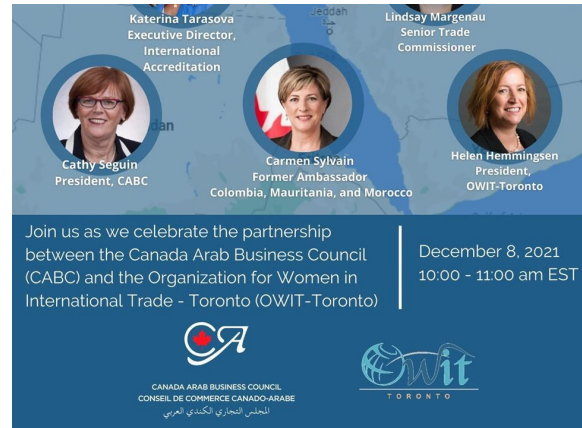 Jeddah
Katerina Tarasova
Executive Director,
International
Accreditation
Lindsay Margenau
Senior Trade
Commissioner
dan
Cathy Seguin
President, CABC
Carmen Sylvain
Former Ambassador
Colombia, Mauritania, and Morocco
Helen Hemmingsen
President,
OWIT-Toronto
Join us as we celebrate the partnership
between the Canada Arab Business Council
(CABC) and the Organization for Women in
International Trade - Toronto (OWIT-Toronto)
December 8, 2021
10:00 - 11:00 am EST
CA
CANADA ARAB BUSINESS COUNCIL
CONSEIL DE COMMERCE CANADO-ARABE
المجلس التجاري الكندي العربي
Owit
TORONTO